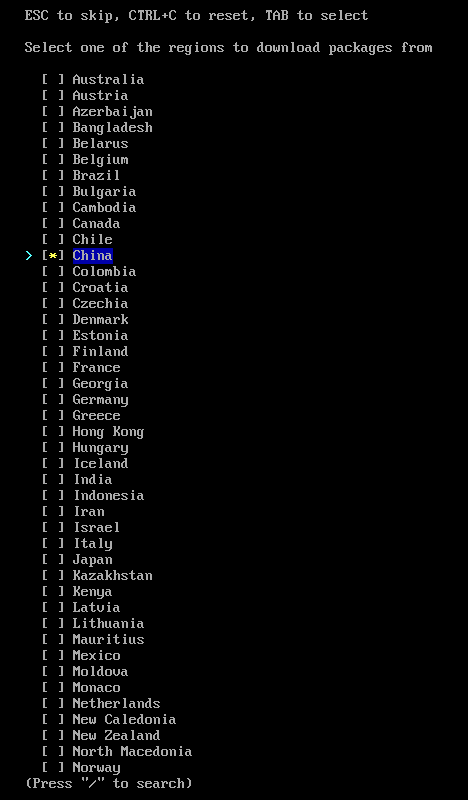 ESC to skip, CTRL+C to reset, TAB to select
Select one of the regions to download packages from
[ ] Australia
[ ] Austria
[ ] Azerbaijan
[ ] Bangladesh
[ ] Belarus
[ ] Belgium
[ ] Brazil
[ ] Bulgaria
[ ] Cambodia
[ ] Canada
[ ] Chile
> [*] China
[ ] Colombia
[ ] Croatia
[ ] Czechia
[ ] Denmark
[ ] Estonia
[ ] Finland
[ ] France
[ ] Georgia
[ ] Germany
[ ] Greece
[ ] Hong Kong
[ ] Hungary
[ ] Iceland
[ ] India
[ ] Indonesia
[ ] Iran
[ ] Israel
[ ] Italy
[ ] Japan
[ ] Kazakhstan
[ ] Kenya
[ ] Latvia
[ ] Lithuania
[ ] Mauritius
[ ] Mexico
[ ] Moldova
[ ] Monaco
[ ] Netherlands
[ ] New Caledonia
[ ] New Zealand
[ ] North Macedonia
[ ] Norway
(Press "/" to search)